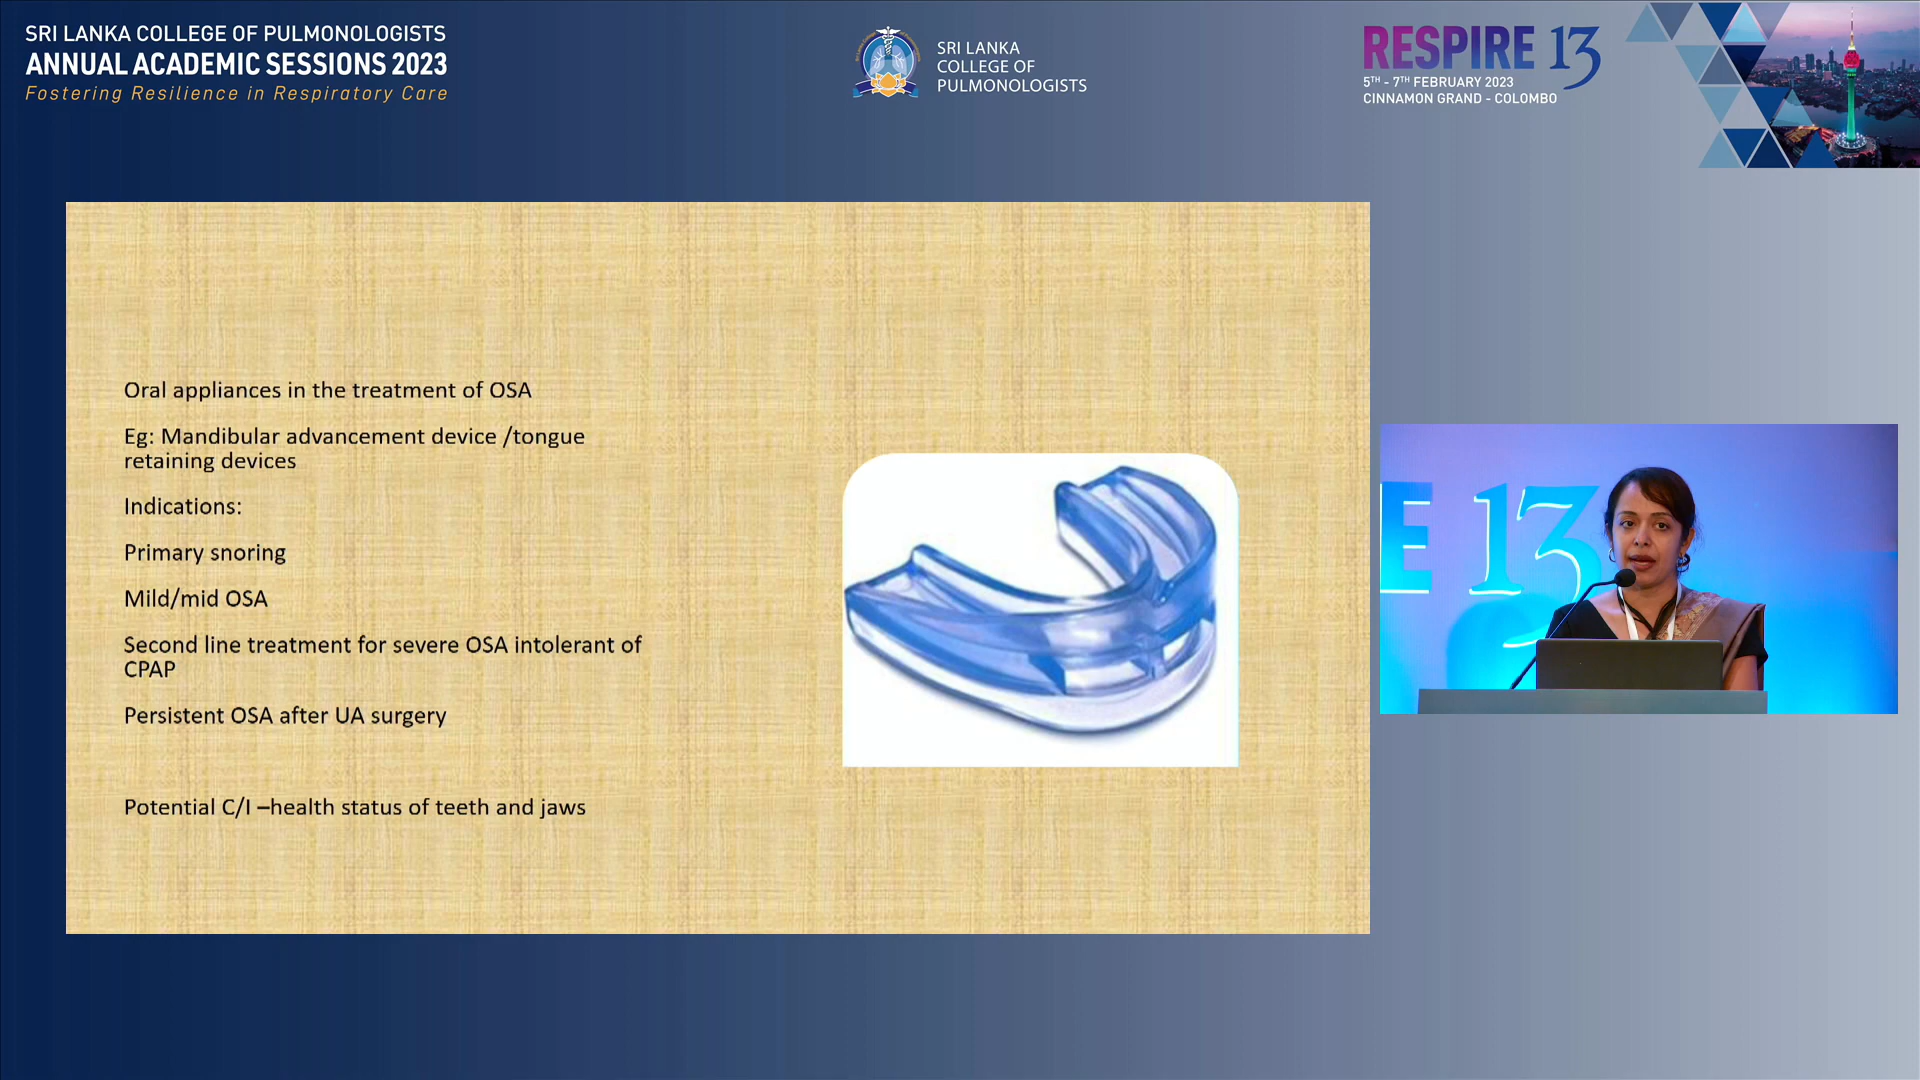 SRI LANKA COLLEGE OF PULMONOLOGISTS
ANNUAL ACADEMIC SESSIONS 2023
Fostering Resilience in Respiratory Care
SRI LANKA
COLLEGE OF
PULMONOLOGISTS
RESPIRE 13
5TH - 7TH FEBRUARY 2023
CINNAMON GRAND - COLOMBO
Oral appliances in the treatment of OSA
Eg: Mandibular advancement device /tongue
retaining devices
Indications:
Primary snoring
Mild/mid OSA
Second line treatment for severe OSA intolerant of
CPAP
Persistent OSA after UA surgery
Potential C/I –health status of teeth and jaws
E 13